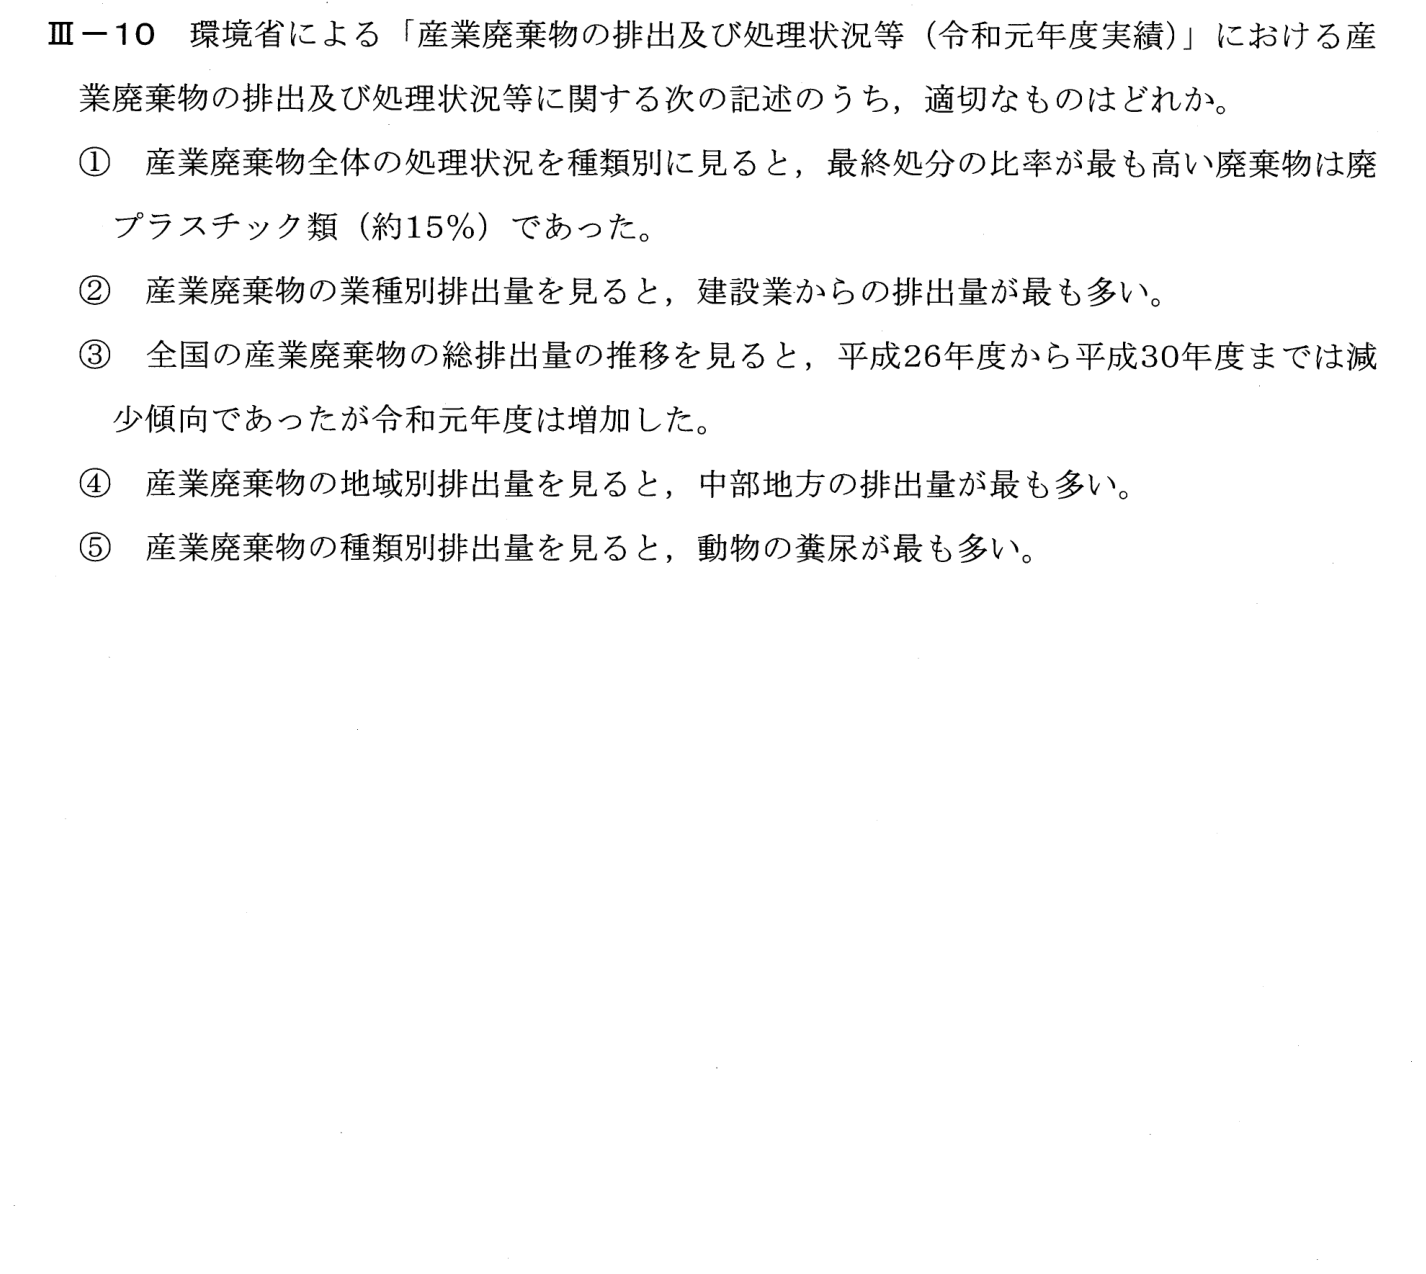 Ⅲ－10　環境省による「産業廃棄物の排出及び処理状況等（令和元年度実績）」における産
業廃棄物の排出及び処理状況等に関する次の記述のうち，適切なものはどれか。
①　産業廃棄物全体の処理状況を種類別に見ると，最終処分の比率が最も高い廃棄物は廃
プラスチック類（約15％）であった。
②　産業廃棄物の業種別排出量を見ると，建設業からの排出量が最も多い。
③　全国の産業廃棄物の総排出量の推移を見ると，平成26年度から平成30年度までは減
少傾向であったが令和元年度は増加した。
④　産業廃棄物の地域別排出量を見ると，中部地方の排出量が最も多い。
⑤　産業廃棄物の種類別排出量を見ると，動物の糞尿が最も多い。